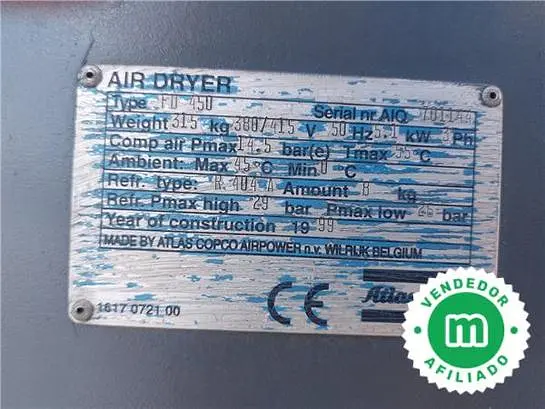 AIR DRYER
Type FD 450 Serial nr. AIQ 701144
Weight 315 kg 380/415 V 50 Hz 5.1 kW 3 Ph
Comp air Pmax 14.5 bar(e) Tmax 55°C
Ambient: Max 45°C Min 0°C
Refr. type: R 404 A Amount 8 kg
Refr. Pmax high 29 bar Pmax low bar
Year of construction 1999
MADE BY ATLAS COPCO AIRPOWER n.v. WILRIJK BELGIUM
CE
1617 0721 00
VENDEDOR
m
AFILIADO